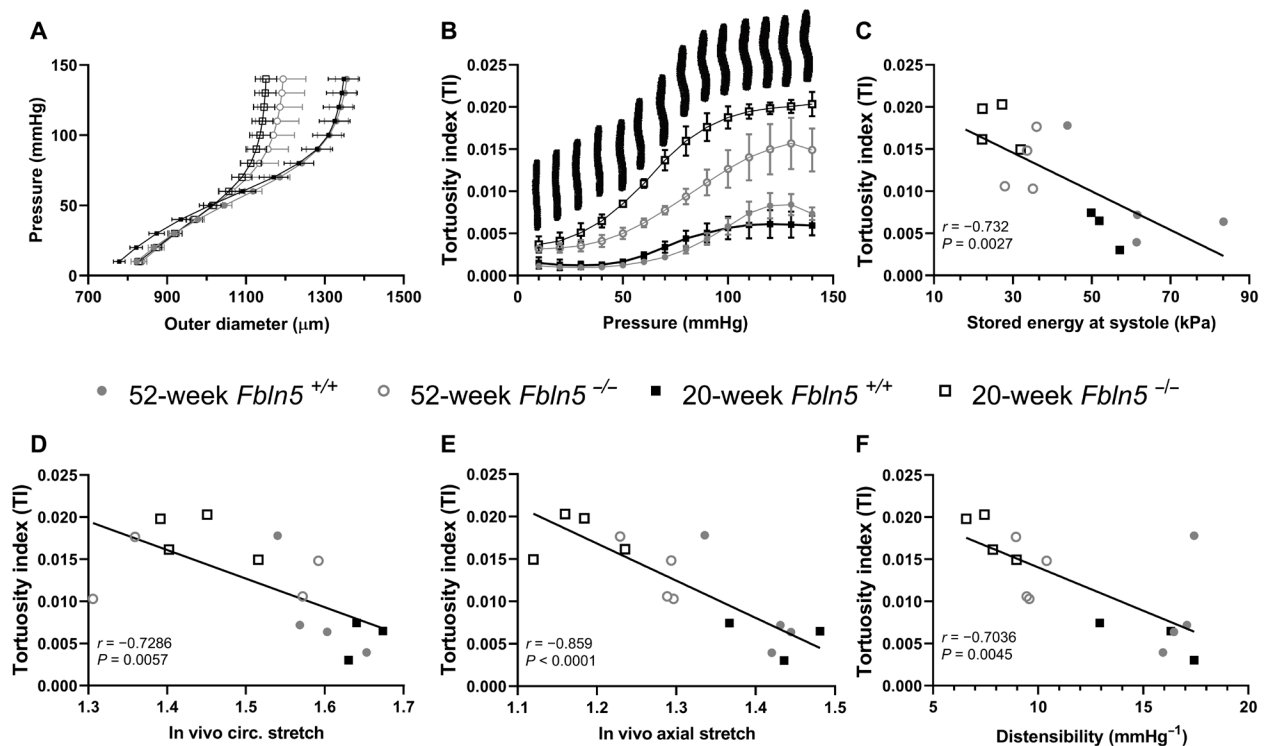 A
Pressure (mmHg)
150
100
50
0
700 900 1100 1300 1500
Outer diameter (μm)
B
Tortuosity index (TI)
0.025
0.020
0.015
0.010
0.005
0.000
0 50 100 150
Pressure (mmHg)
C
Tortuosity index (TI)
0.025
0.020
0.015
0.010
0.005
0.000
r = −0.732
P = 0.0027
10 30 50 70 90
Stored energy at systole (kPa)
52-week Fbln5 +/+ 52-week Fbln5 −/− 20-week Fbln5 +/+ 20-week Fbln5 −/−
D
Tortuosity index (TI)
0.025
0.020
0.015
0.010
0.005
0.000
r = −0.7286
P = 0.0057
1.3 1.4 1.5 1.6 1.7
In vivo circ. stretch
E
Tortuosity index (TI)
0.025
0.020
0.015
0.010
0.005
0.000
r = −0.859
P < 0.0001
1.1 1.2 1.3 1.4 1.5
In vivo axial stretch
F
Tortuosity index (TI)
0.025
0.020
0.015
0.010
0.005
0.000
r = −0.7036
P = 0.0045
5 10 15 20
Distensibility (mmHg⁻¹)